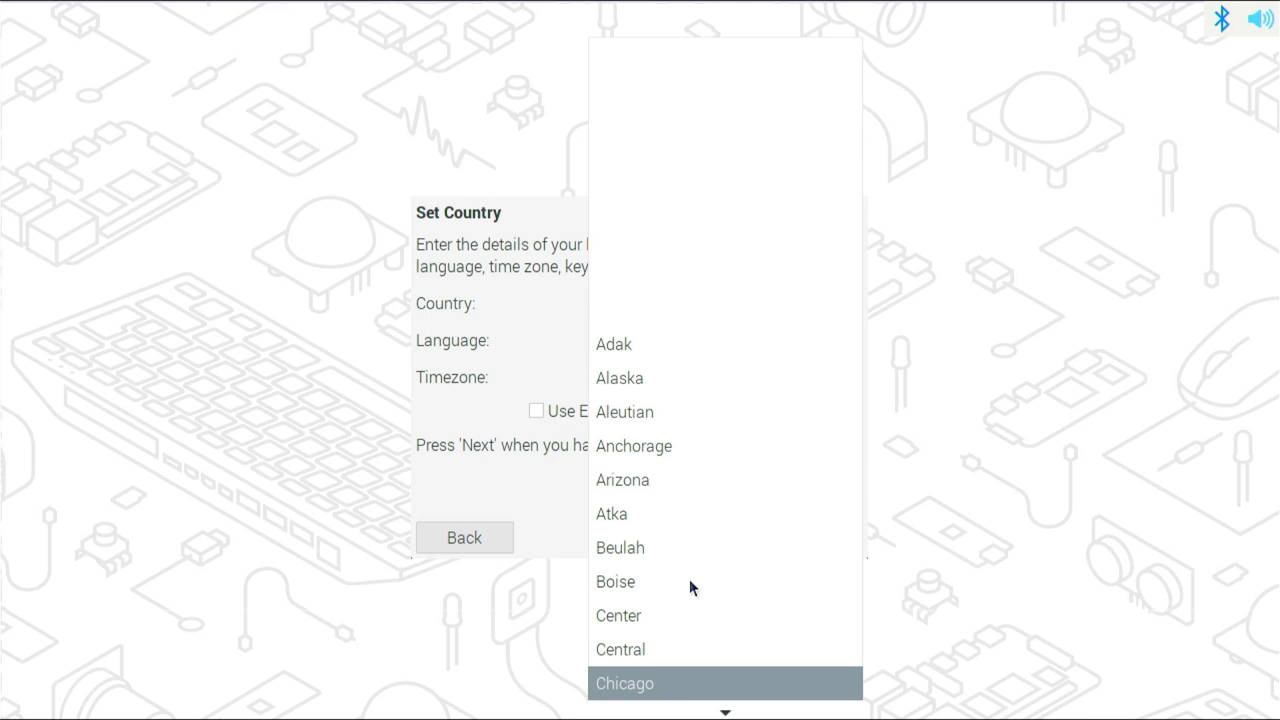 Set Country
Enter the details of your
language, time zone, key
Country:
Language:
Timezone:
Use E
Press 'Next' when you ha
Back
Adak
Alaska
Aleutian
Anchorage
Arizona
Atka
Beulah
Boise
Center
Central
Chicago